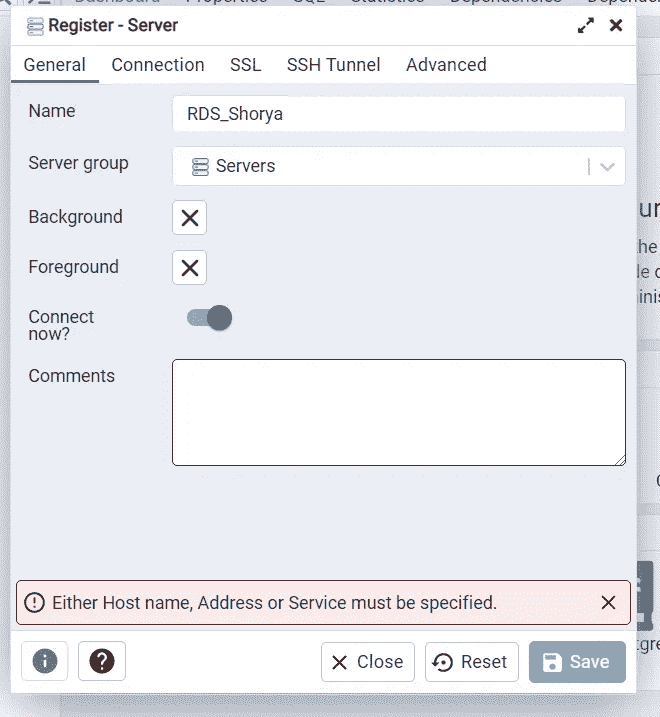 Register - Server
General Connection SSL SSH Tunnel Advanced
Name RDS_Shorya
Server group Servers
Background
Foreground
Connect
now?
Comments
Either Host name, Address or Service must be specified.
Close Reset Save